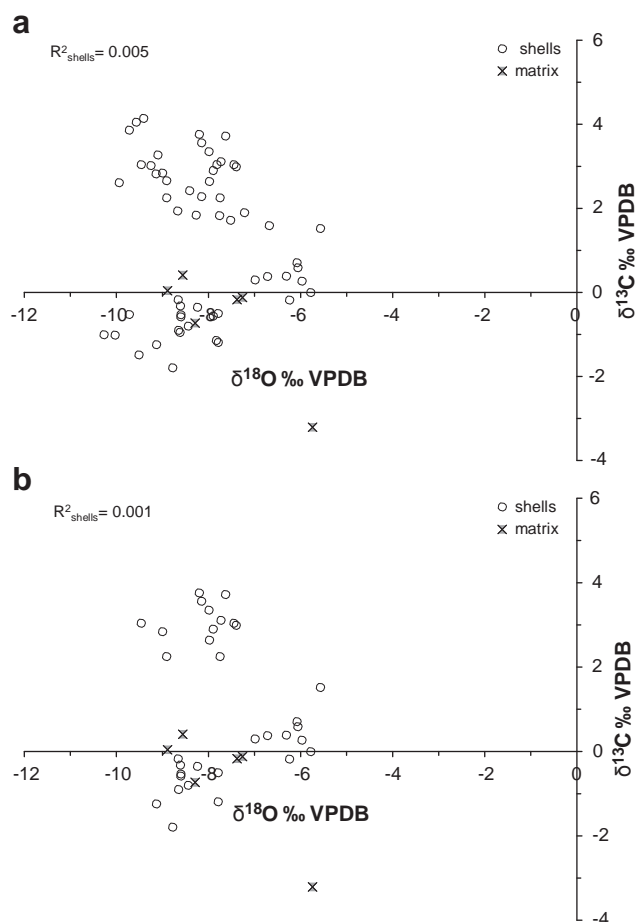 a
R²shells= 0.005
shells
matrix
6
4
2
0
-2
-4
-12
-10
-8
-6
-4
-2
0
δ¹⁸O ‰ VPDB
δ¹³C ‰ VPDB
b
R²shells= 0.001
shells
matrix
6
4
2
0
-2
-4
-12
-10
-8
-6
-4
-2
0
δ¹⁸O ‰ VPDB
δ¹³C ‰ VPDB